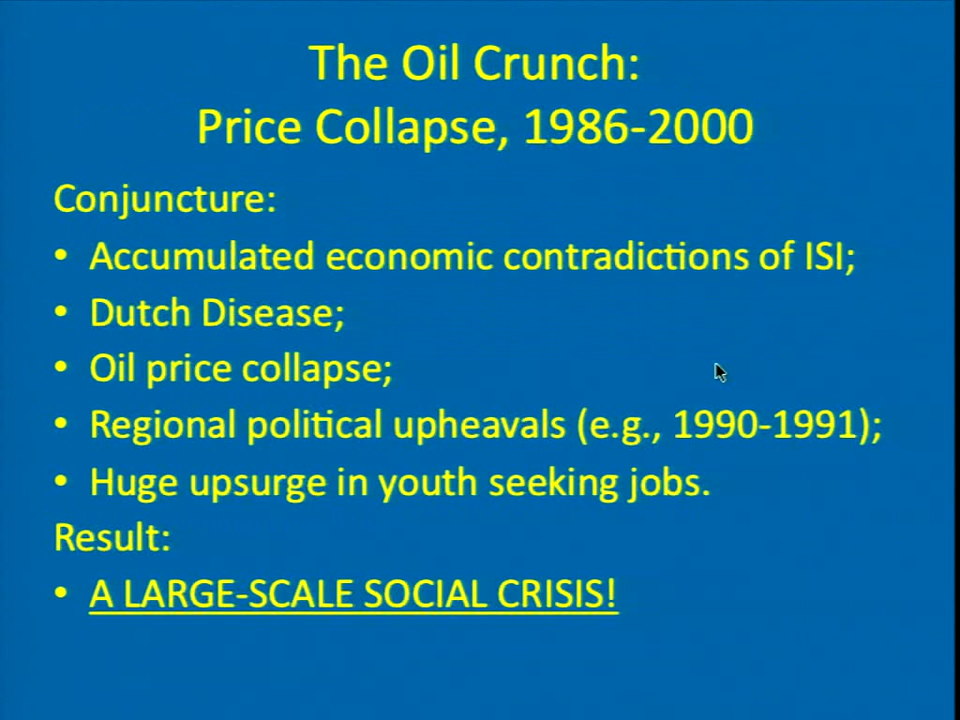 The Oil Crunch:
Price Collapse, 1986-2000
Conjuncture:
• Accumulated economic contradictions of ISI;
• Dutch Disease;
• Oil price collapse;
• Regional political upheavals (e.g., 1990-1991);
• Huge upsurge in youth seeking jobs.
Result:
• A LARGE-SCALE SOCIAL CRISIS!